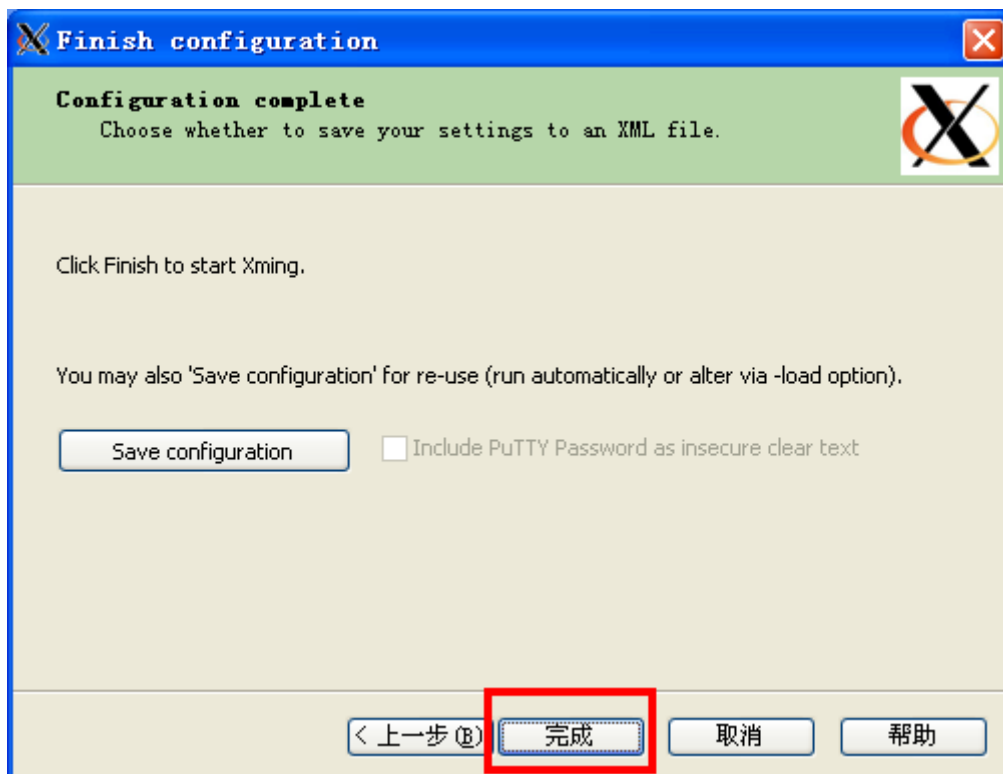 Finish configuration
Configuration complete
Choose whether to save your settings to an XML file.
Click Finish to start Xming.
You may also 'Save configuration' for re-use (run automatically or alter via -load option).
Save configuration
Include PuTTY Password as insecure clear text
< 上一步(B) 完成 取消 帮助